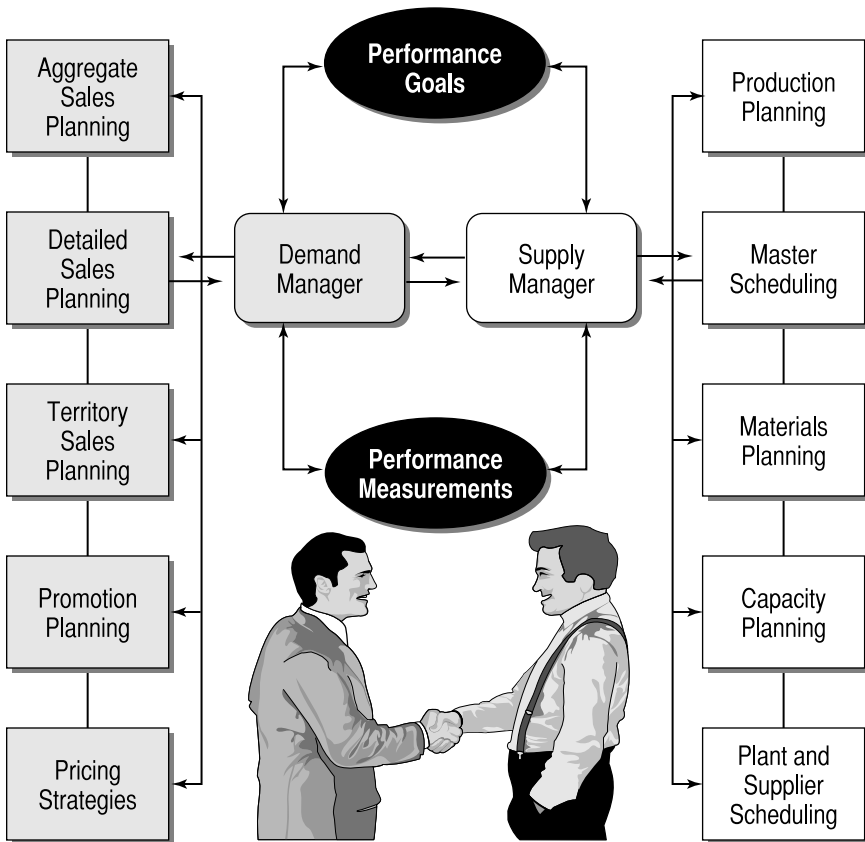 Performance
Goals
Aggregate
Sales
Planning
Production
Planning
Detailed
Sales
Planning
Demand
Manager
Supply
Manager
Master
Scheduling
Territory
Sales
Planning
Performance
Measurements
Materials
Planning
Promotion
Planning
Capacity
Planning
Pricing
Strategies
Plant and
Supplier
Scheduling